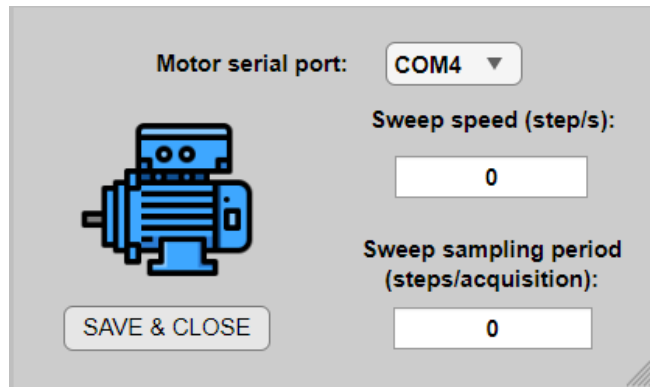 Motor serial port:
COM4
Sweep speed (step/s):
0
Sweep sampling period
(steps/acquisition):
SAVE & CLOSE
0